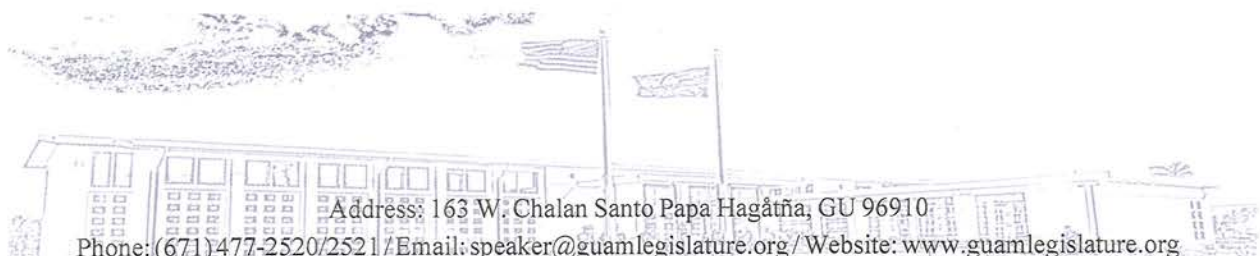 Address: 163 W. Chalan Santo Papa Hagåtña, GU 96910
Phone: (671)477-2520/2521 / Email: speaker@guamlegislature.org / Website: www.guamlegislature.org